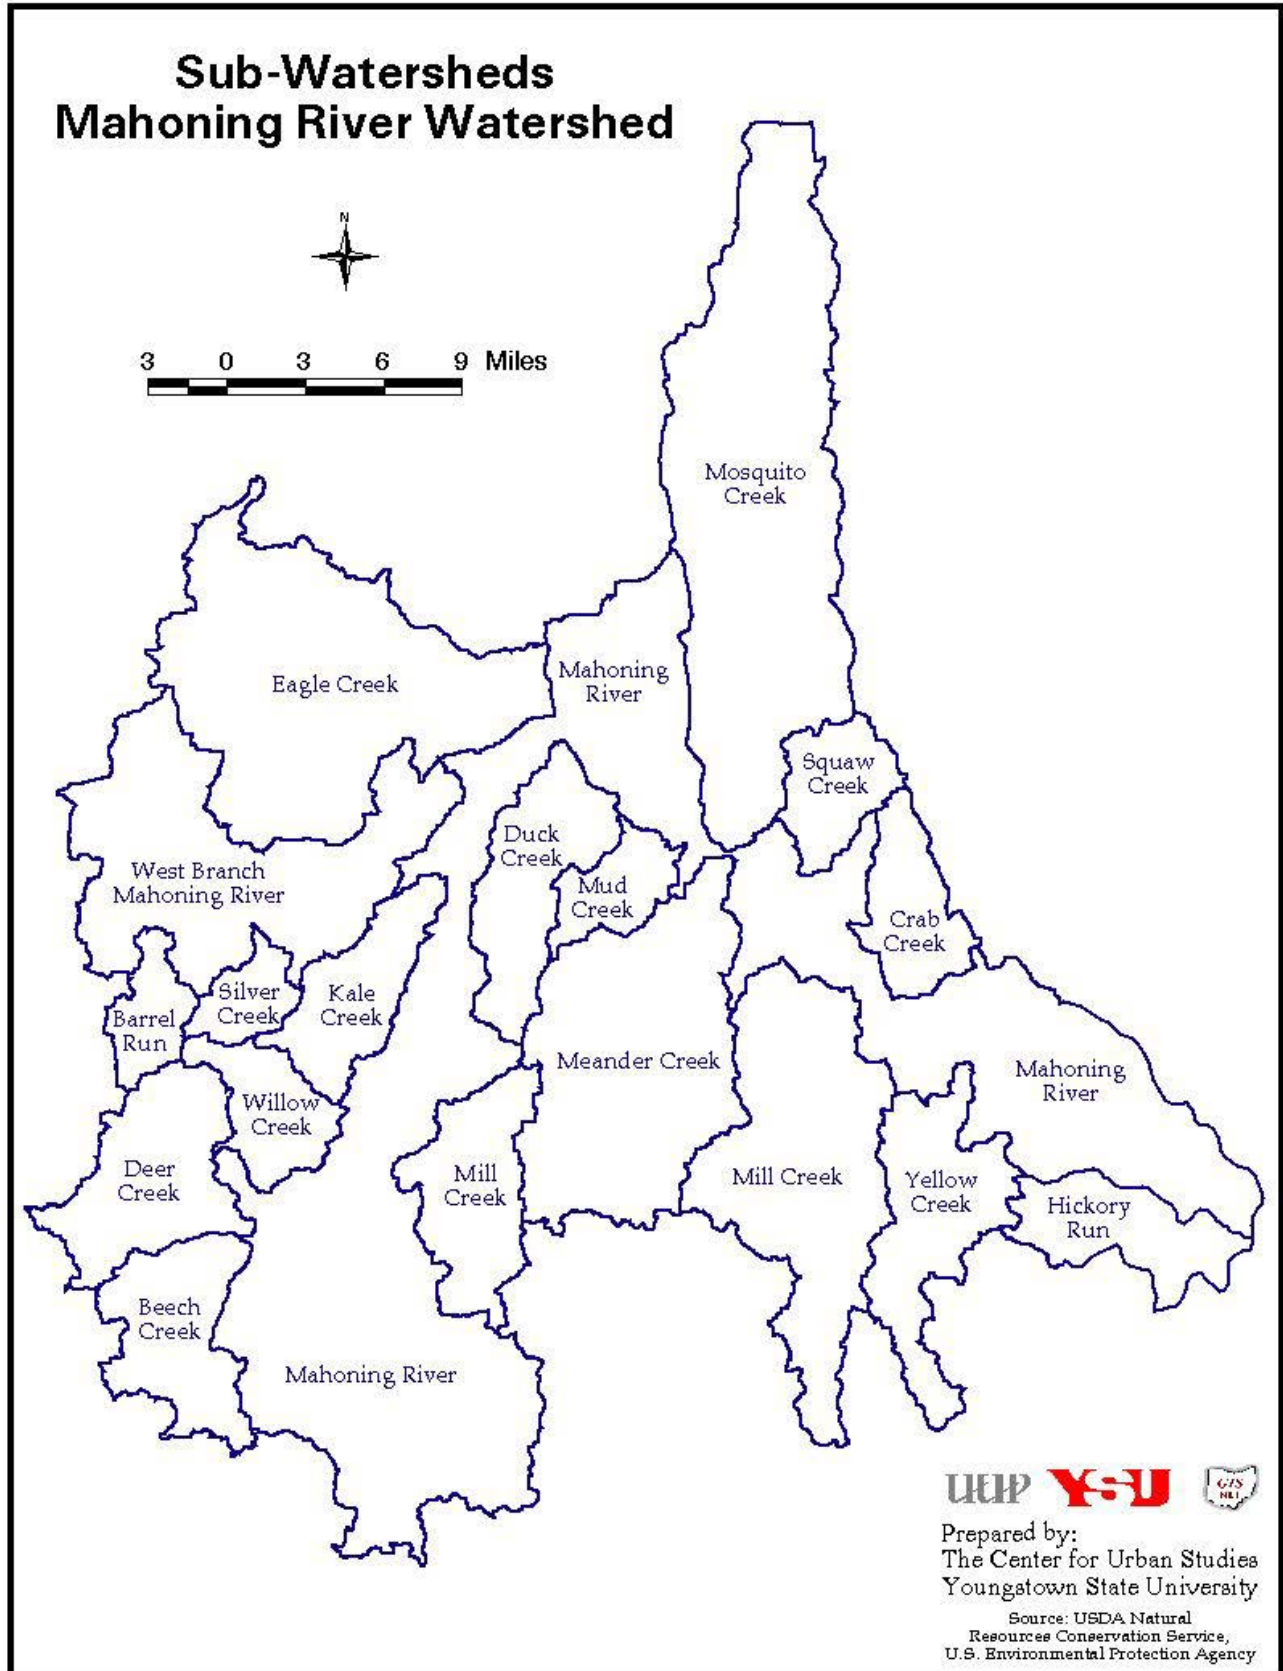 Sub-Watersheds
Mahoning River Watershed
N
3 0 3 6 9 Miles
Mosquito
Creek
Eagle Creek
Mahoning
River
Squaw
Creek
Duck
Creek
West Branch
Mahoning River
Mud
Creek
Crab
Creek
Silver
Creek
Kale
Creek
Barrel
Run
Meander Creek
Mahoning
River
Willow
Creek
Deer
Creek
Mill
Creek
Mill Creek
Yellow
Creek
Hickory
Run
Beech
Creek
Mahoning River
UUP YSU GIS
Prepared by:
The Center for Urban Studies
Youngstown State University
Source: USDA Natural
Resources Conservation Service,
U.S. Environmental Protection Agency